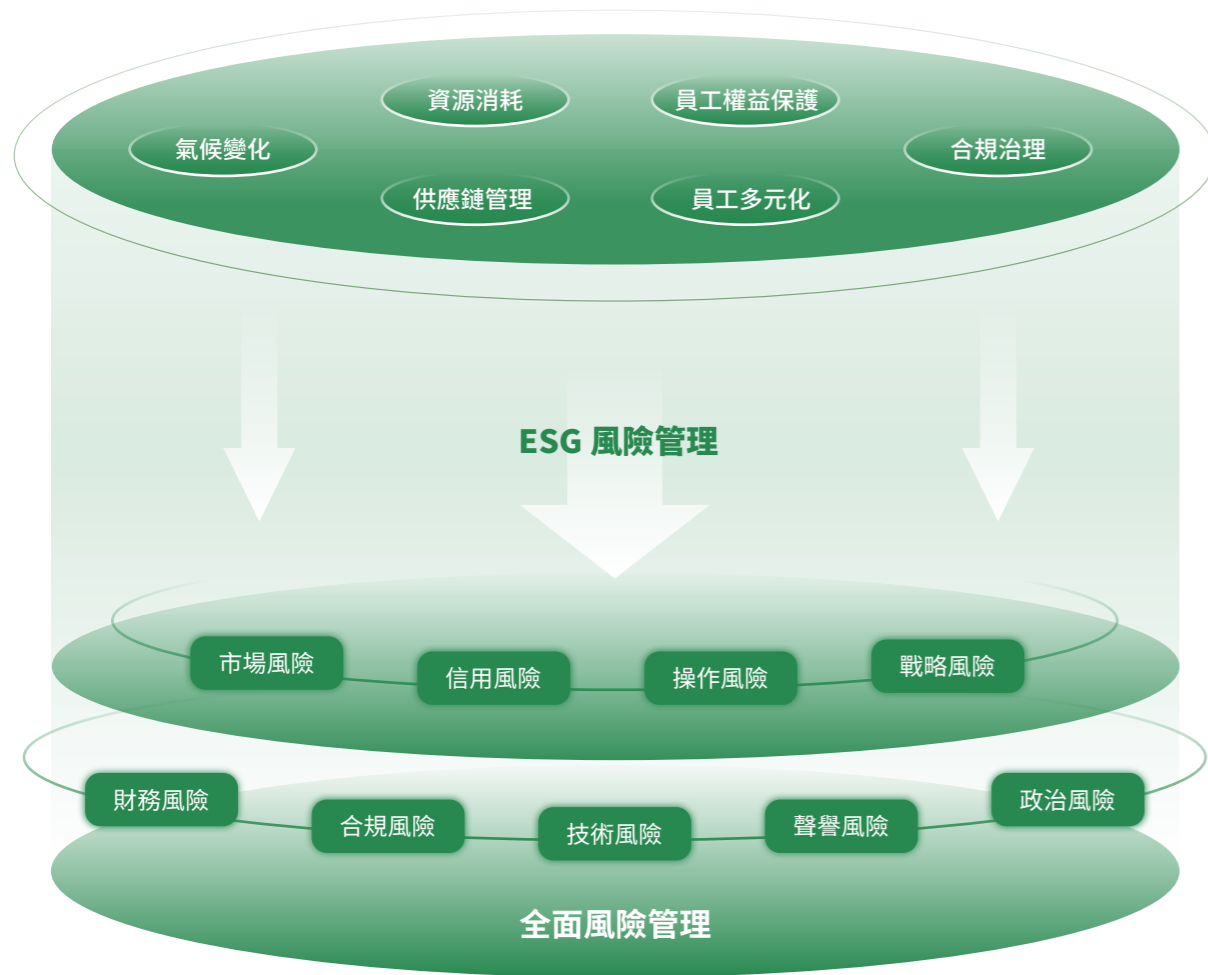 資源消耗
員工權益保護
氣候變化
合規治理
供應鏈管理
員工多元化
ESG 風險管理
市場風險
信用風險
操作風險
戰略風險
財務風險
合規風險
技術風險
聲譽風險
政治風險
全面風險管理